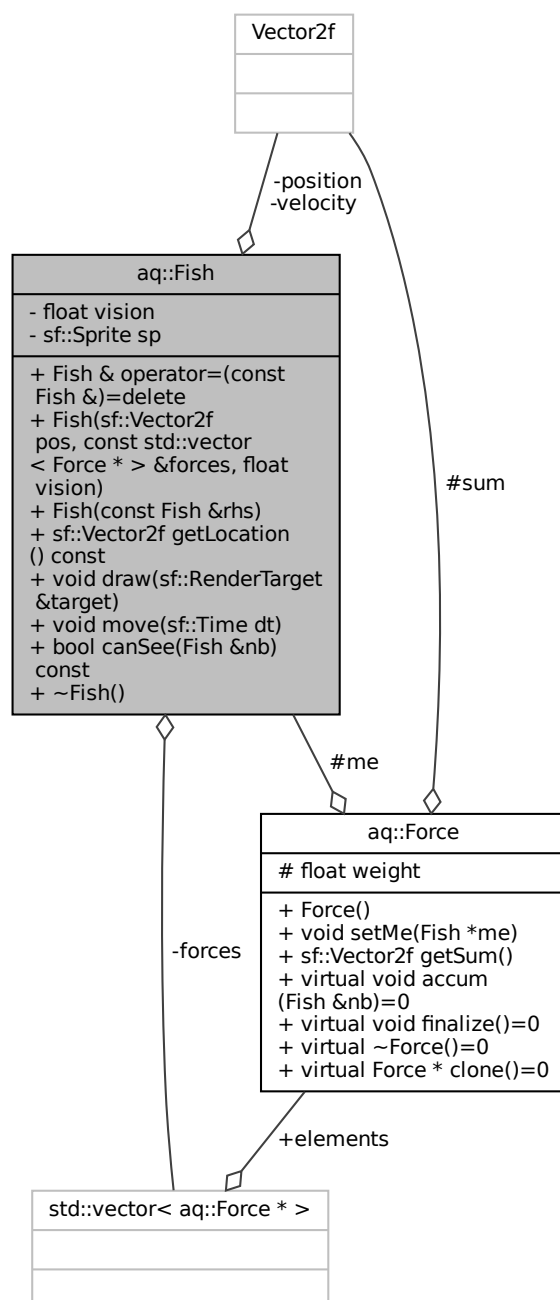 Vector2f
-position
-velocity
aq::Fish
- float vision
- sf::Sprite sp
+ Fish & operator=(const
Fish &)=delete
+ Fish(sf::Vector2f
pos, const std::vector
< Force * > &forces, float
vision)
+ Fish(const Fish &rhs)
+ sf::Vector2f getLocation
() const
+ void draw(sf::RenderTarget
&target)
+ void move(sf::Time dt)
+ bool canSee(Fish &nb)
const
+ ~Fish()
#sum
#me
aq::Force
# float weight
+ Force()
+ void setMe(Fish *me)
+ sf::Vector2f getSum()
+ virtual void accum
(Fish &nb)=0
+ virtual void finalize()=0
+ virtual ~Force()=0
+ virtual Force * clone()=0
-forces
+elements
std::vector< aq::Force * >